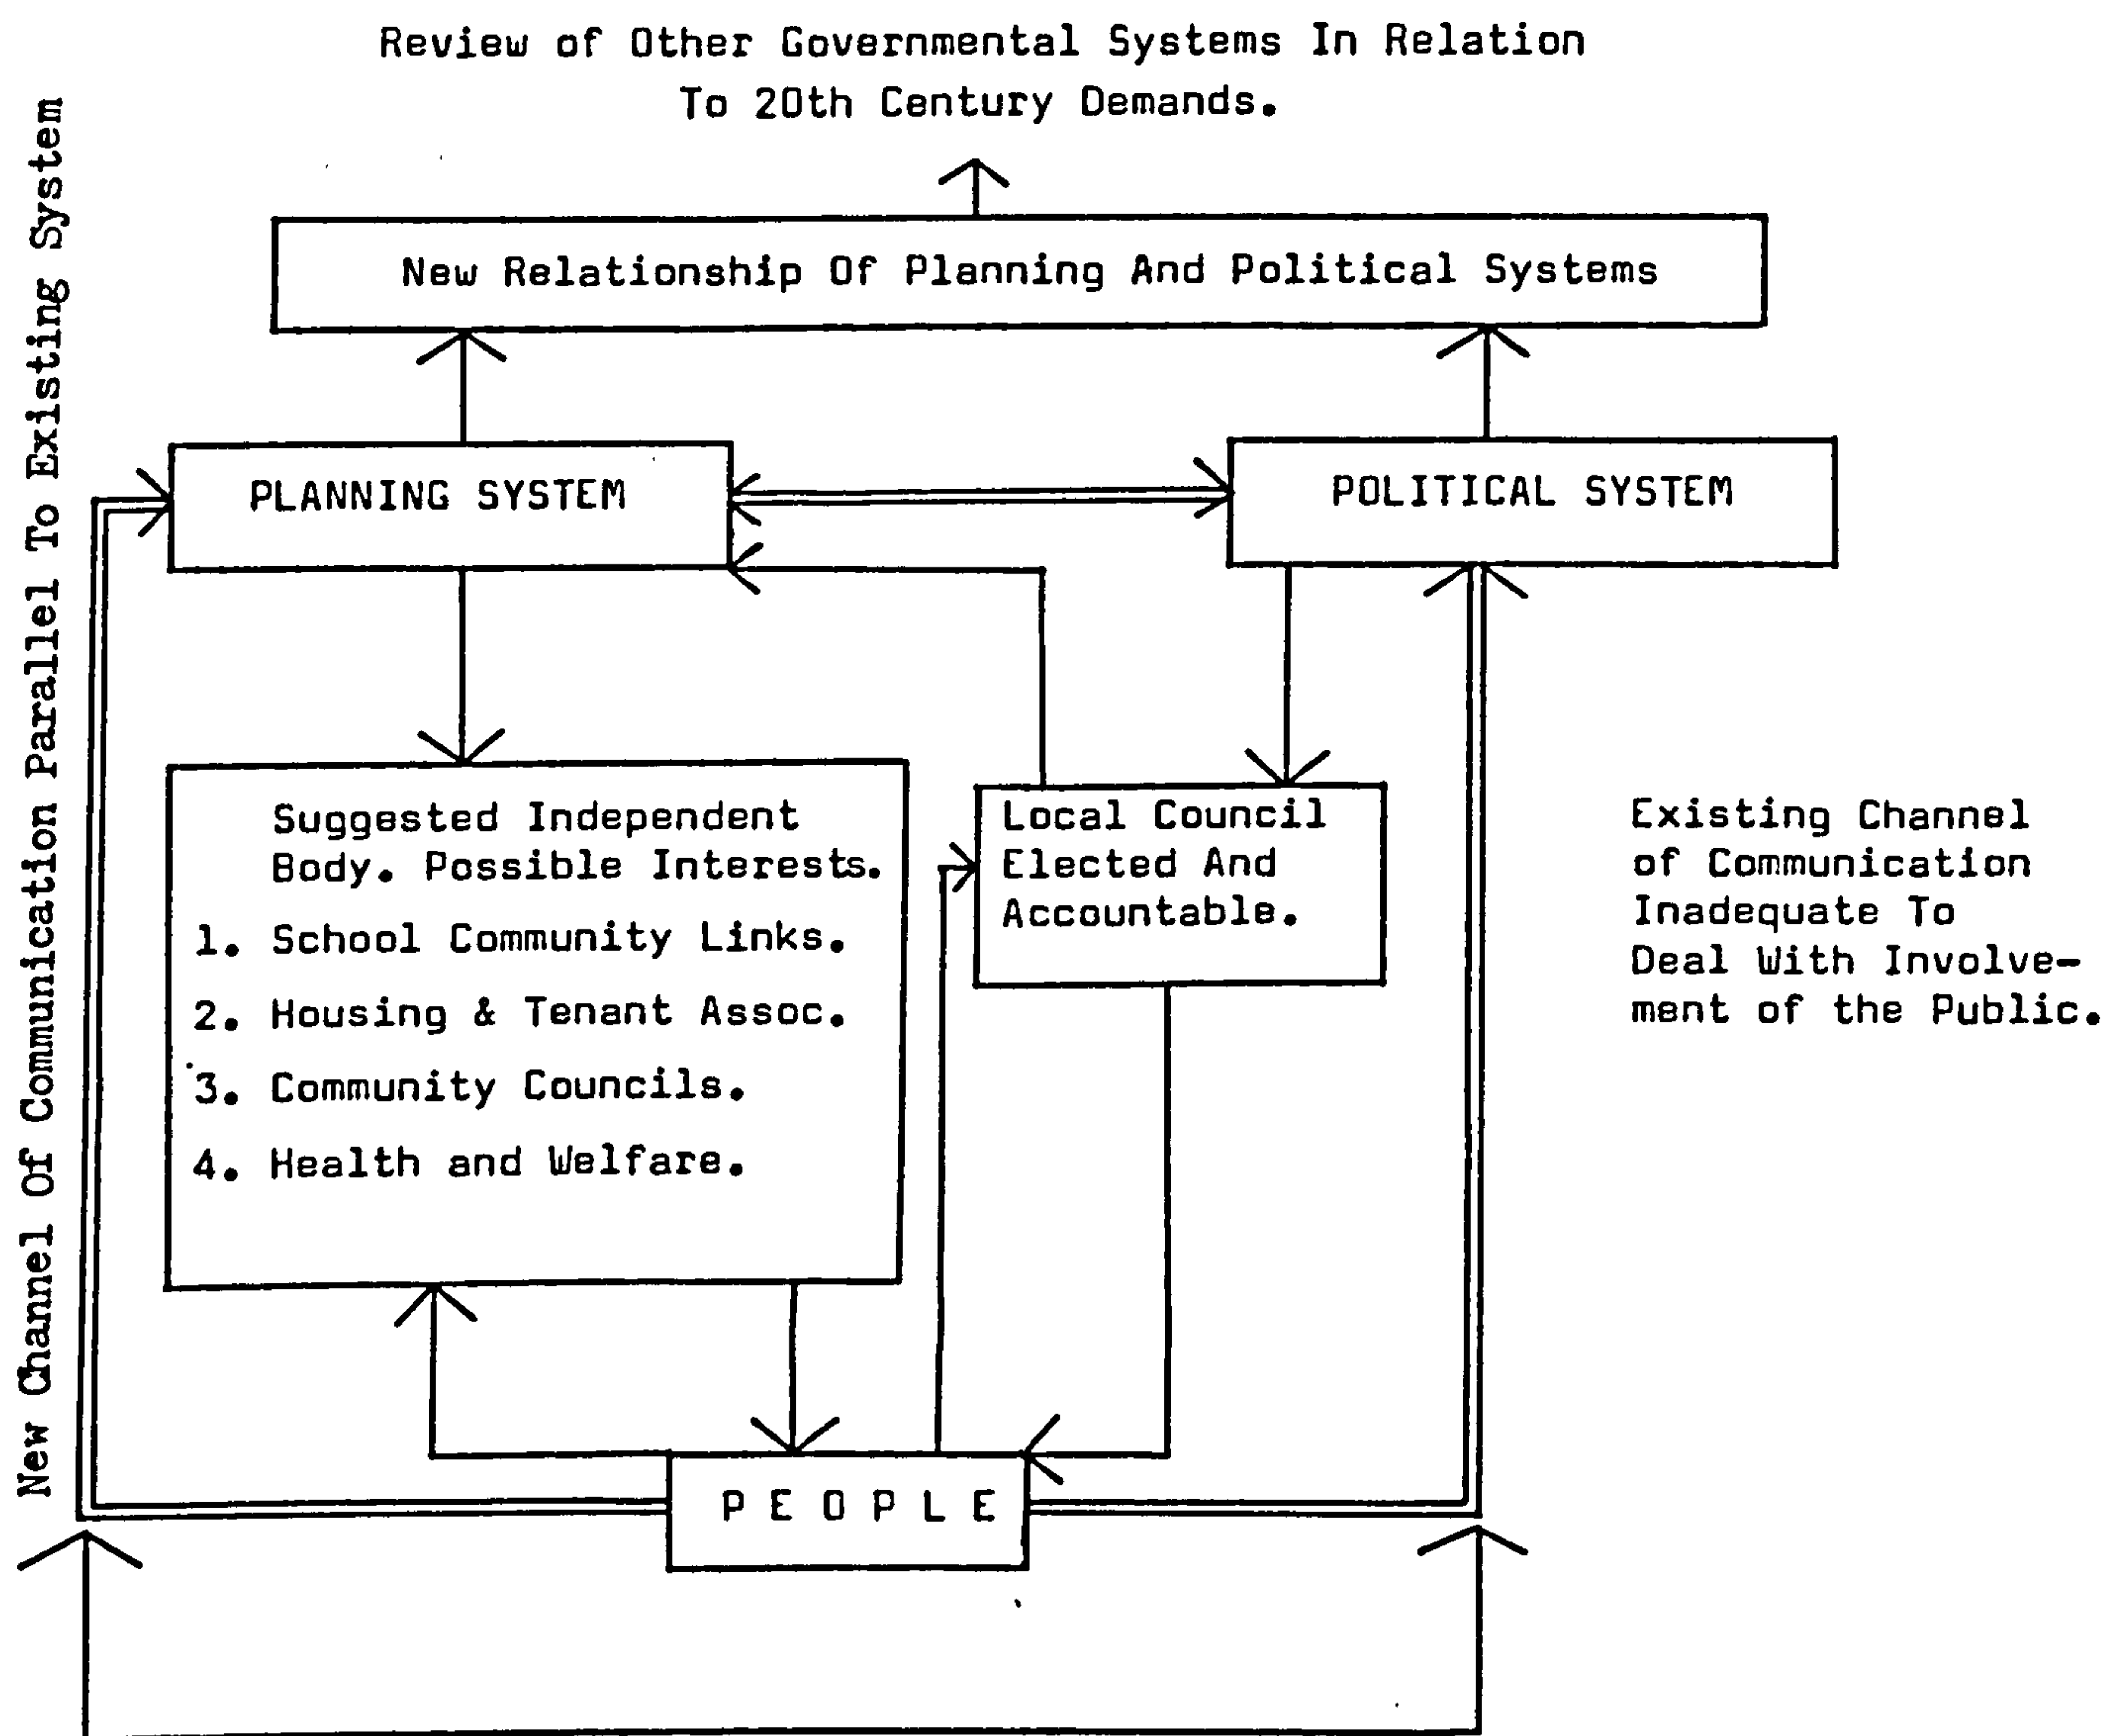 Review of Other Governmental Systems In Relation
To 20th Century Demands.
New Channel Of Communication Parallel To Existing System
New Relationship Of Planning And Political Systems
PLANNING SYSTEM
POLITICAL SYSTEM
Suggested Independent
Body. Possible Interests.
1. School Community Links.
2. Housing & Tenant Assoc.
3. Community Councils.
4. Health and Welfare.
Local Council
Elected And
Accountable.
Existing Channel
of Communication
Inadequate To
Deal With Involve-
ment of the Public.
P E O P L E